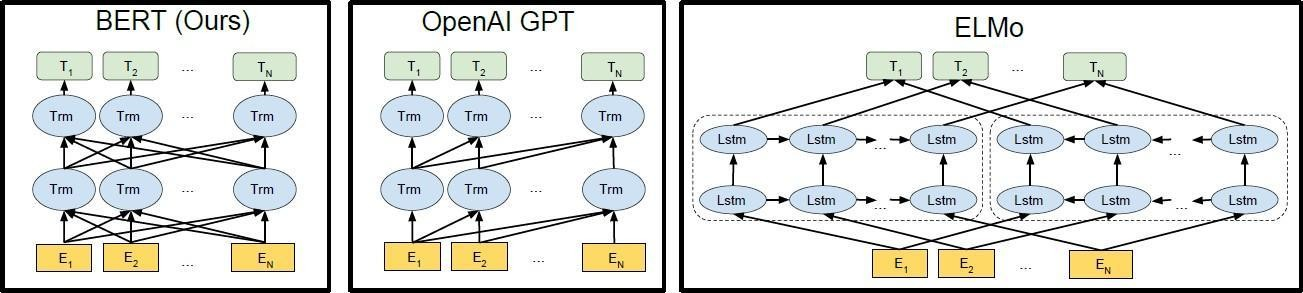 BERT (Ours)
T1 T2 ... TN
Trm Trm ... Trm
Trm Trm ... Trm
E1 E2 ... EN
OpenAI GPT
T1 T2 ... TN
Trm Trm ... Trm
Trm Trm ... Trm
E1 E2 ... EN
ELMo
T1 T2 ... TN
Lstm Lstm ... Lstm Lstm Lstm ... Lstm
Lstm Lstm ... Lstm Lstm Lstm ... Lstm
E1 E2 ... EN